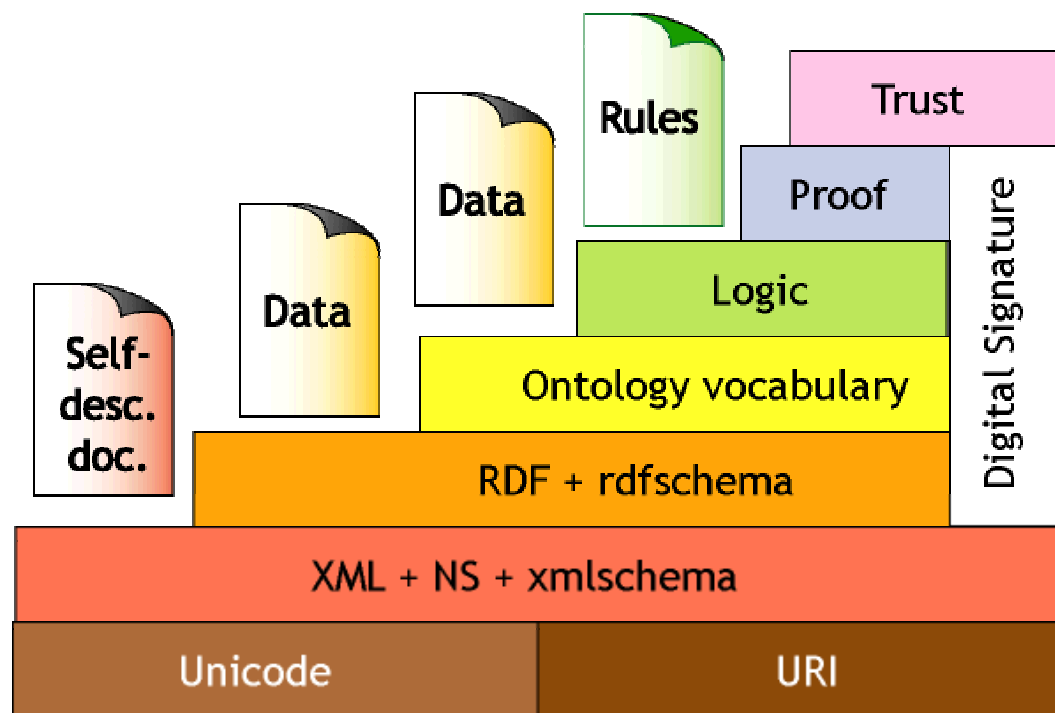 Rules
Trust
Data
Proof
Data
Logic
Digital Signature
Self-
desc.
doc.
Ontology vocabulary
RDF + rdfschema
XML + NS + xmlschema
Unicode
URI